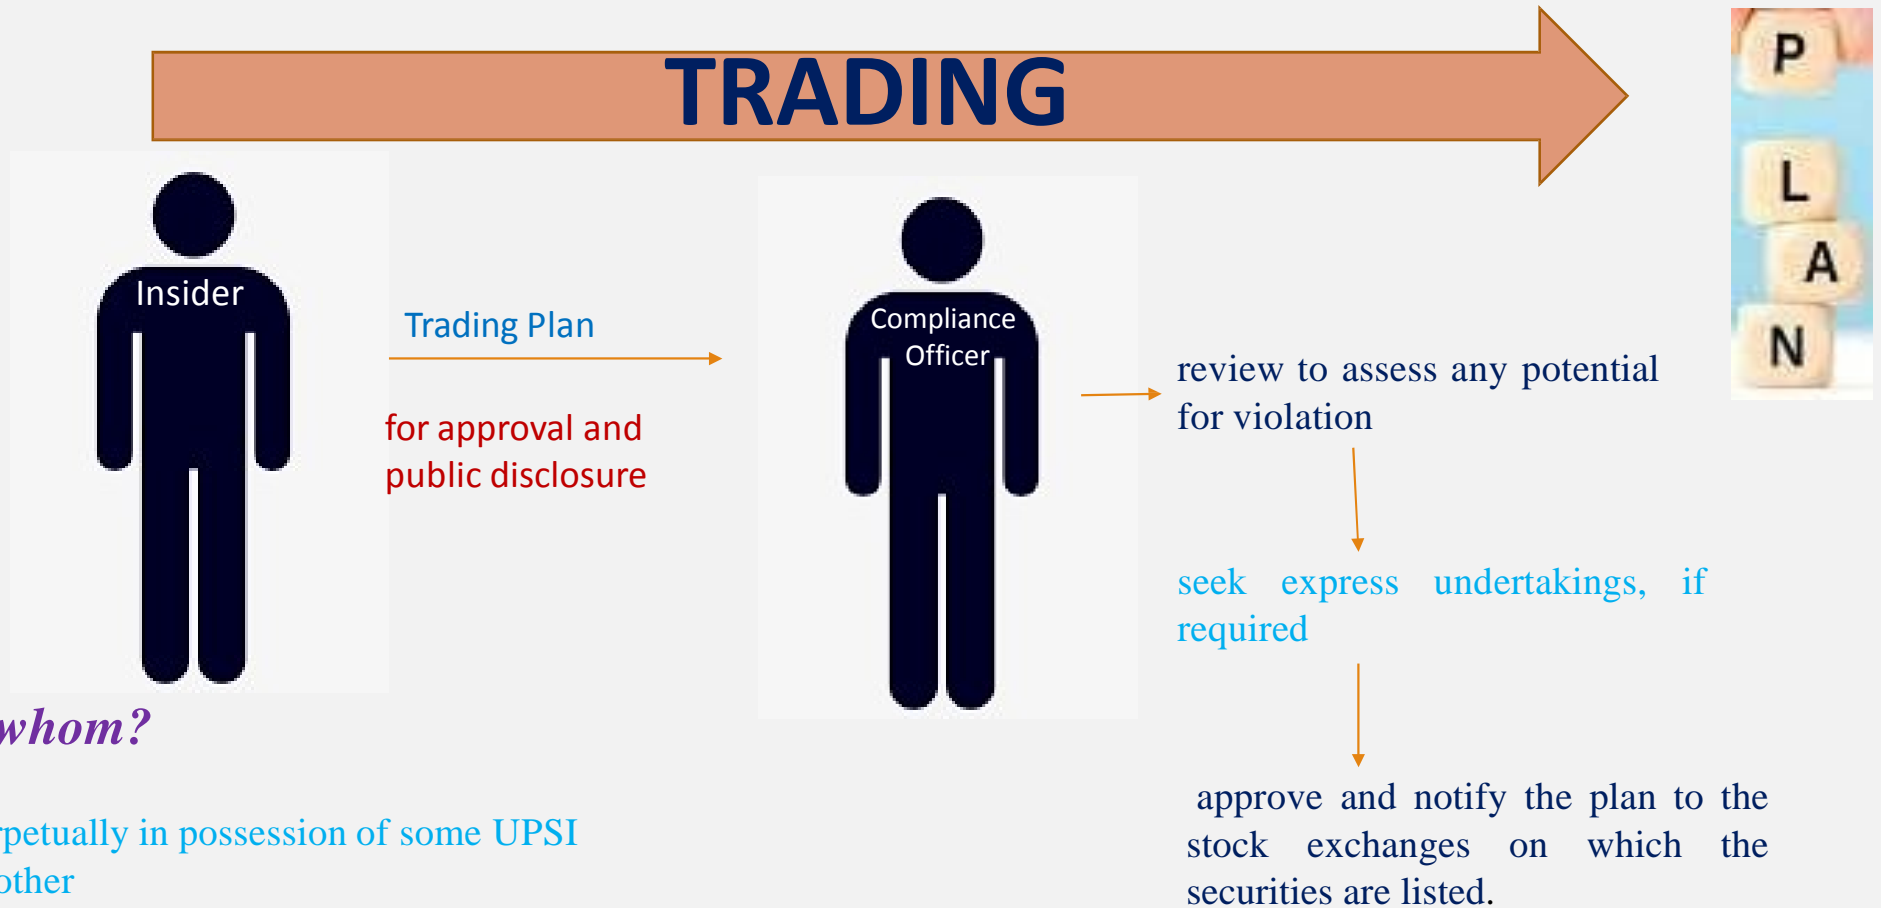 TRADING
P
L
A
N
Insider
Trading Plan
for approval and
public disclosure
Compliance
Officer
review to assess any potential
for violation
seek express undertakings, if
required
approve and notify the plan to the
stock exchanges on which the
securities are listed.
whom?
in possession of some UPSI
other